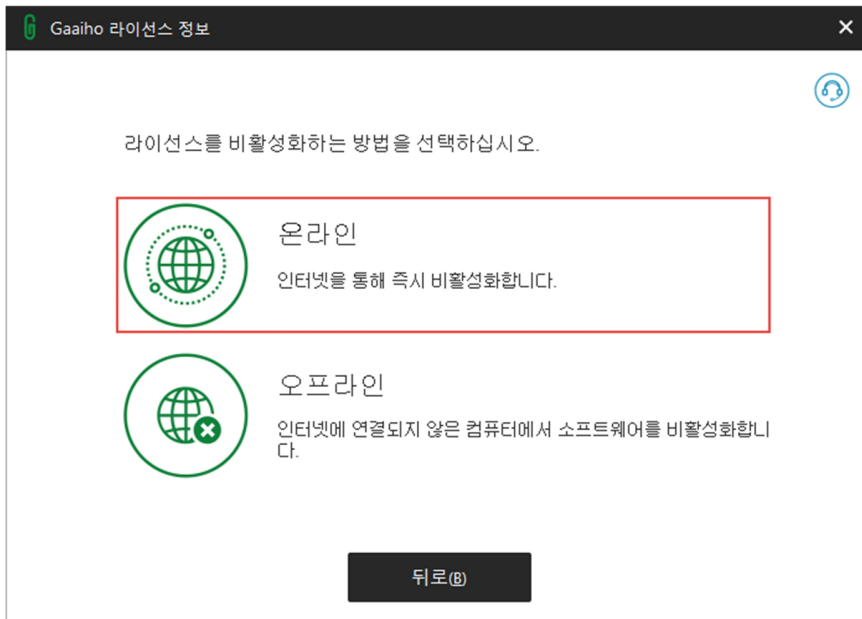 Gaaiho 라이선스 정보
라이선스를 비활성화하는 방법을 선택하십시오.
온라인
인터넷을 통해 즉시 비활성화합니다.
오프라인
인터넷에 연결되지 않은 컴퓨터에서 소프트웨어를 비활성화합니
다.
뒤로(B)